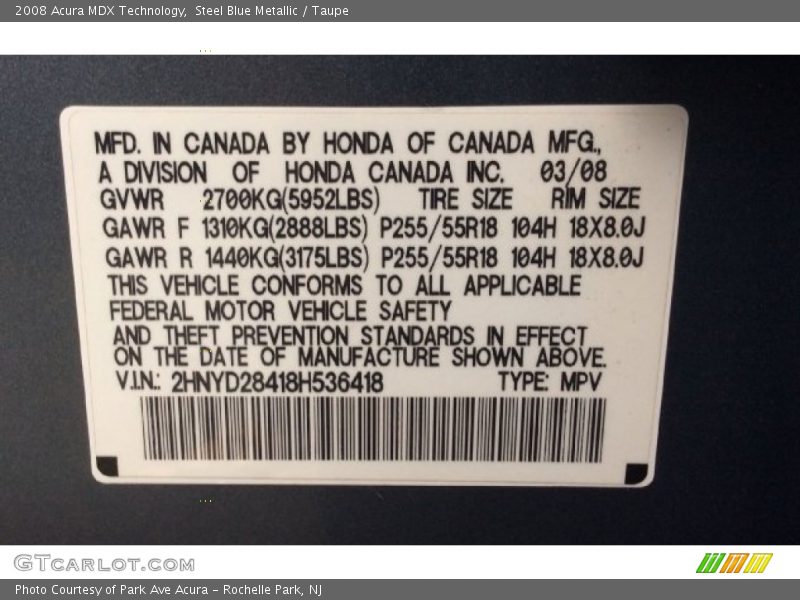 2008 Acura MDX Technology,  Steel Blue Metallic / Taupe
MFD. IN CANADA BY HONDA OF CANADA MFG.,
A DIVISION OF HONDA CANADA INC. 03/08
GVWR 2700KG(5952LBS) TIRE SIZE RIM SIZE
GAWR F 1310KG(2888LBS) P255/55R18 104H 18X8.0J
GAWR R 1440KG(3175LBS) P255/55R18 104H 18X8.0J
THIS VEHICLE CONFORMS TO ALL APPLICABLE
FEDERAL MOTOR VEHICLE SAFETY
AND THEFT PREVENTION STANDARDS IN EFFECT
ON THE DATE OF MANUFACTURE SHOWN ABOVE.
V.I.N.: 2HNYD28418H536418 TYPE: MPV
GTCARLOT.COM
Photo Courtesy of Park Ave Acura - Rochelle Park, NJ